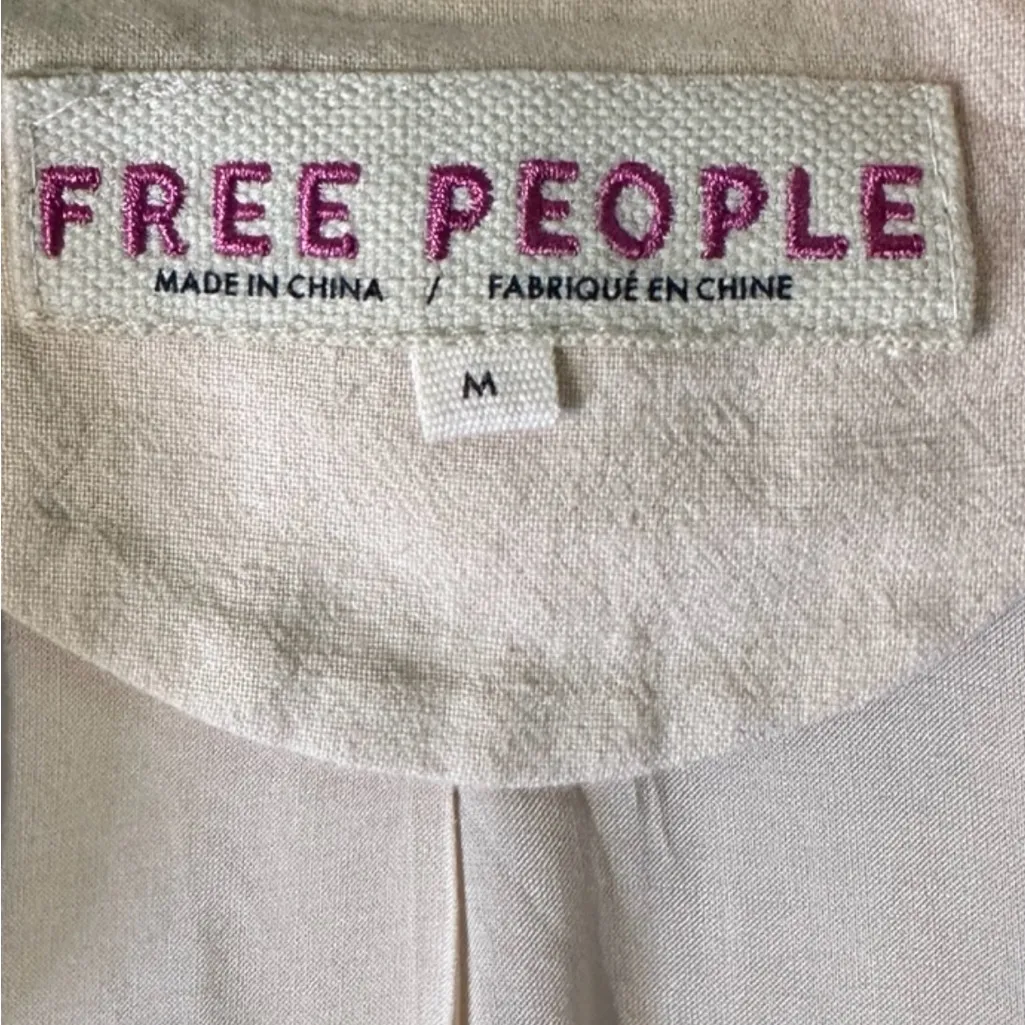 FREE PEOPLE
MADE IN CHINA / FABRIQUÉ EN CHINE
M